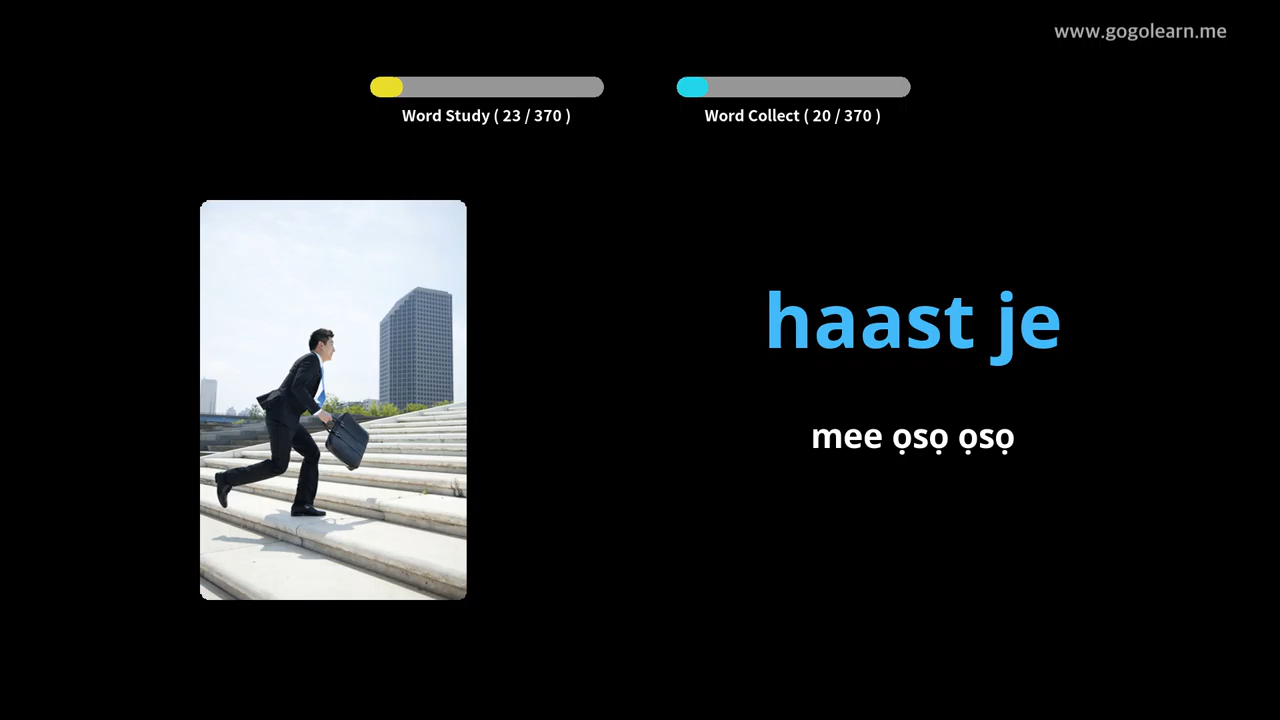 www.gogolearn.me
Word Study ( 23 / 370 )
Word Collect ( 20 / 370 )
haast je
mee ọsọ ọsọ